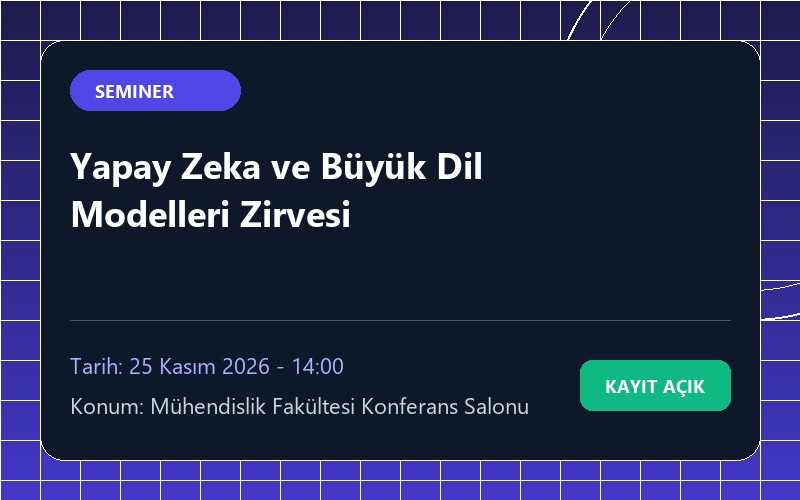 SEMINER
Yapay Zeka ve Büyük Dil
Modelleri Zirvesi
Tarih: 25 Kasım 2026 - 14:00
Konum: Mühendislik Fakültesi Konferans Salonu
KAYIT AÇIK